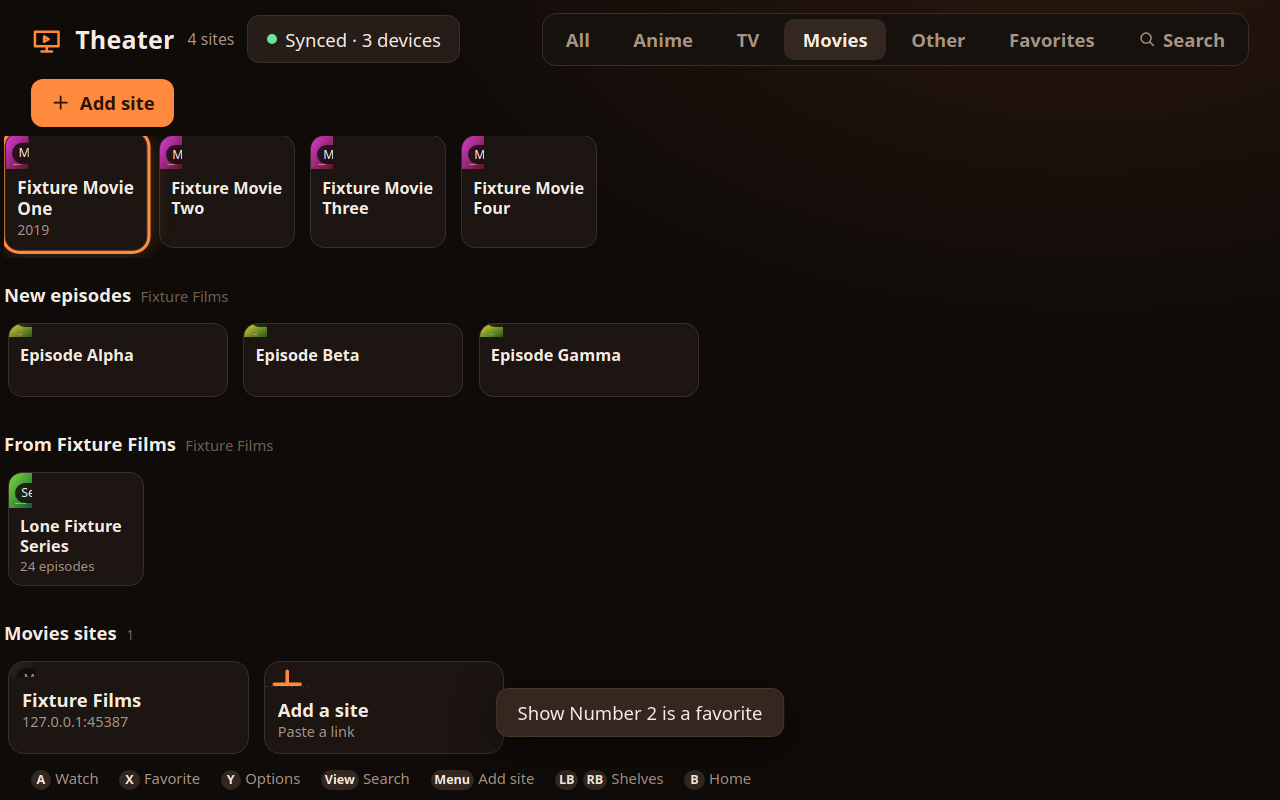 Theater 4 sites Synced · 3 devices All Anime TV Movies Other Favorites Search
Add site
M M M M
Fixture Movie One
2019
Fixture Movie Two
Fixture Movie Three
Fixture Movie Four
New episodes Fixture Films
Episode Alpha Episode Beta Episode Gamma
From Fixture Films Fixture Films
Lone Fixture Series
24 episodes
Movies sites 1
Fixture Films
127.0.0.1:45387
Add a site
Paste a link
Show Number 2 is a favorite
A Watch X Favorite Y Options View Search Menu Add site LB RB Shelves B Home